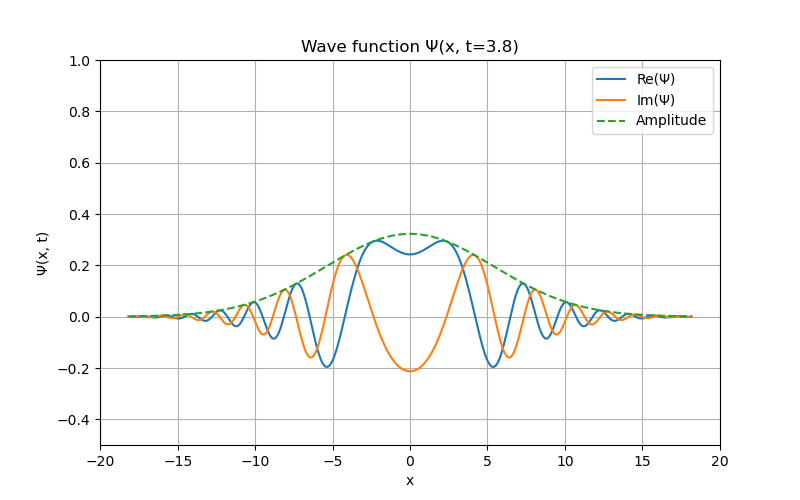 Wave function Ψ(x, t=3.8)
Re(Ψ)
Im(Ψ)
Amplitude
Ψ(x, t)
1.0
0.8
0.6
0.4
0.2
0.0
−0.2
−0.4
−20 −15 −10 −5 0 5 10 15 20
x